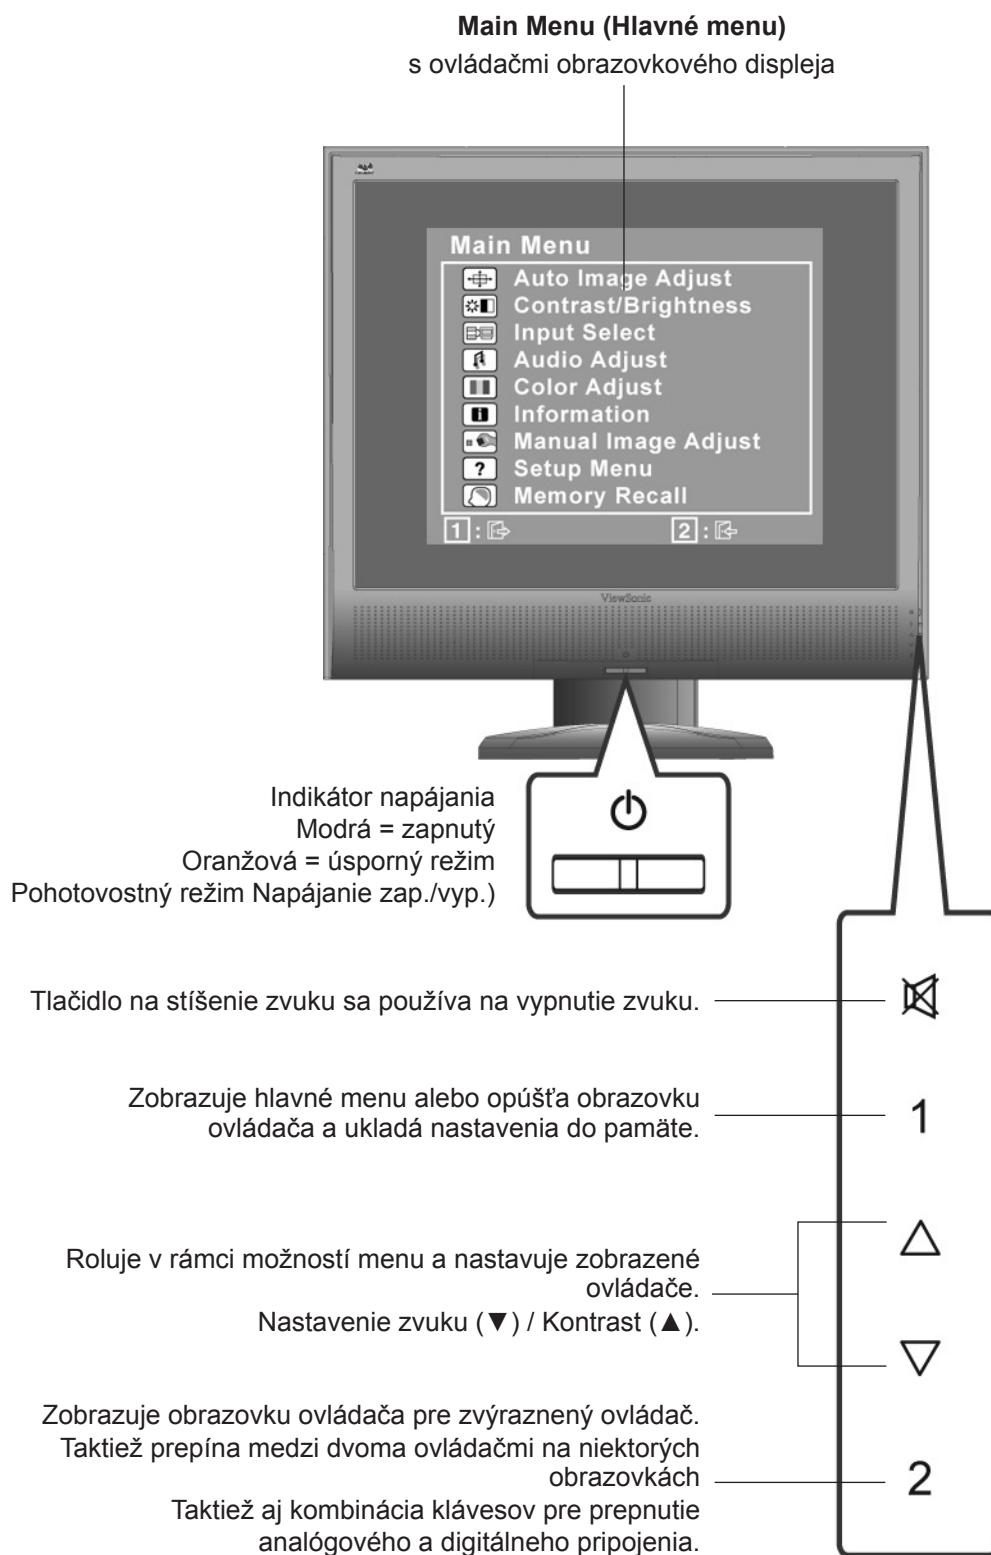 Main Menu (Hlavné menu)
s ovládačmi obrazovkového displeja
Main Menu
Auto Image Adjust
Contrast/Brightness
Input Select
Audio Adjust
Color Adjust
Information
Manual Image Adjust
? Setup Menu
Memory Recall
1 :
2 :
ViewSonic
Indikátor napájania
Modrá = zapnutý
Oranžová = úsporný režim
Pohotovostný režim Napájanie zap./vyp.)
Tlačidlo na stíšenie zvuku sa používa na vypnutie zvuku.
Zobrazuje hlavné menu alebo opúšťa obrazovku
ovládača a ukladá nastavenia do pamäte.
1
Roluje v rámci možností menu a nastavuje zobrazené
ovládače.
Nastavenie zvuku (▼) / Kontrast (▲).
Zobrazuje obrazovku ovládača pre zvýraznený ovládač.
Taktiež prepína medzi dvoma ovládačmi na niektorých
obrazovkách
2
Taktiež aj kombinácia klávesov pre prepnutie
analógového a digitálneho pripojenia.